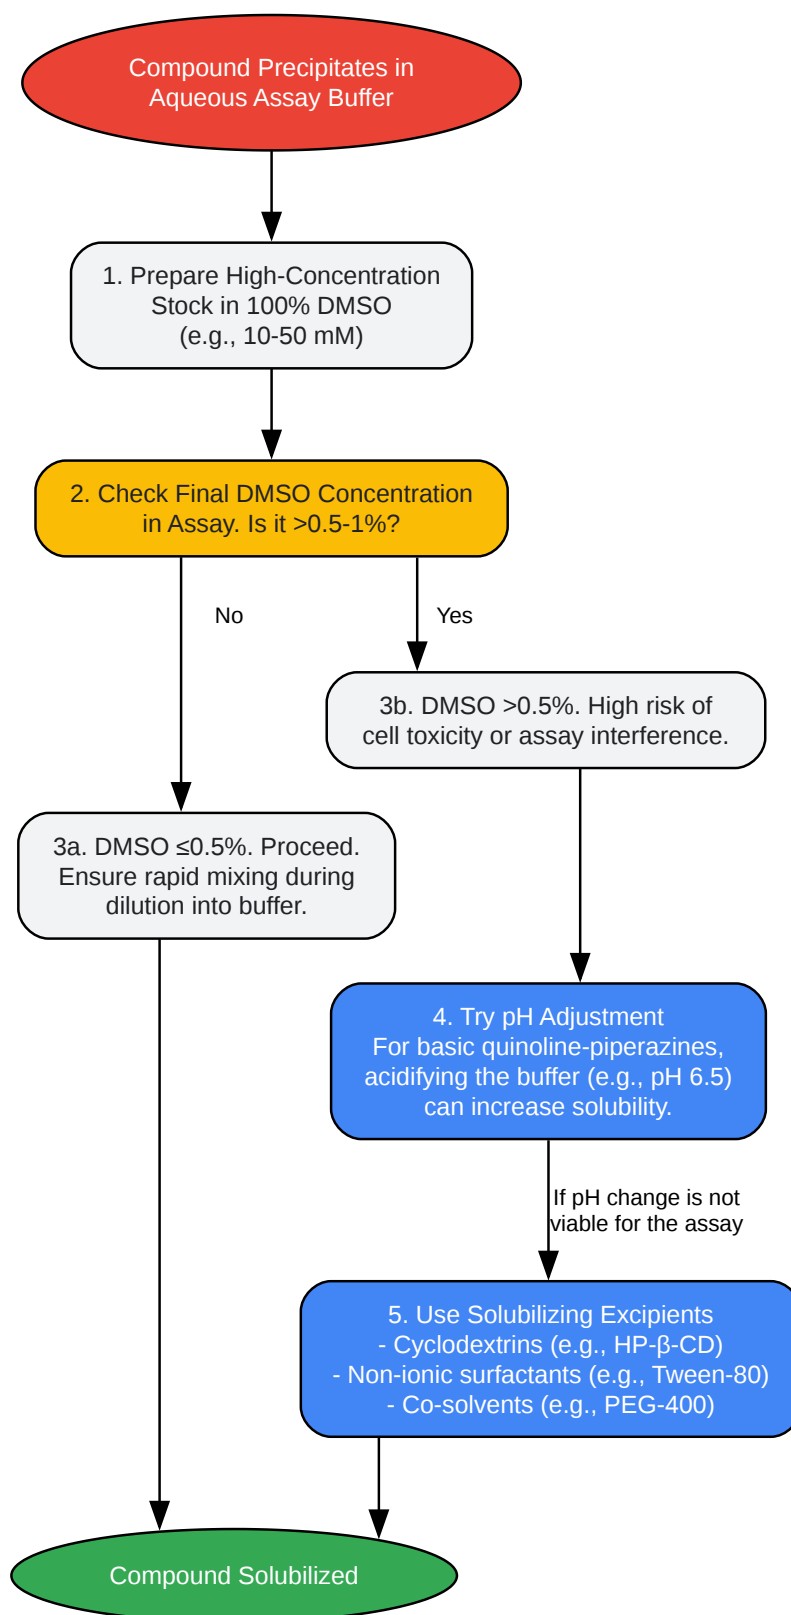 Compound Precipitates in
Aqueous Assay Buffer
1. Prepare High-Concentration
Stock in 100% DMSO
(e.g., 10-50 mM)
2. Check Final DMSO Concentration
in Assay. Is it >0.5-1%?
No
Yes
3b. DMSO >0.5%. High risk of
cell toxicity or assay interference.
3a. DMSO ≤0.5%. Proceed.
Ensure rapid mixing during
dilution into buffer.
4. Try pH Adjustment
For basic quinoline-piperazines,
acidifying the buffer (e.g., pH 6.5)
can increase solubility.
If pH change is not
viable for the assay
5. Use Solubilizing Excipients
- Cyclodextrins (e.g., HP-β-CD)
- Non-ionic surfactants (e.g., Tween-80)
- Co-solvents (e.g., PEG-400)
Compound Solubilized